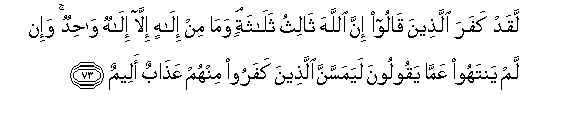 لَّقَدْ كَفَرَ ٱلَّذِينَ قَالُوٓا۟ إِنَّ ٱللَّهَ ثَالِثُ ثَلَـٰثَةٍۘ وَمَا مِنْ إِلَـٰهٍ إِلَّآ إِلَـٰهٌ وَٰحِدٌۚ وَإِن
لَّمْ يَنتَهُوا۟ عَمَّا يَقُولُونَ لَيَمَسَّنَّ ٱلَّذِينَ كَفَرُوا۟ مِنْهُمْ عَذَابٌ أَلِيمٌ ٧٣